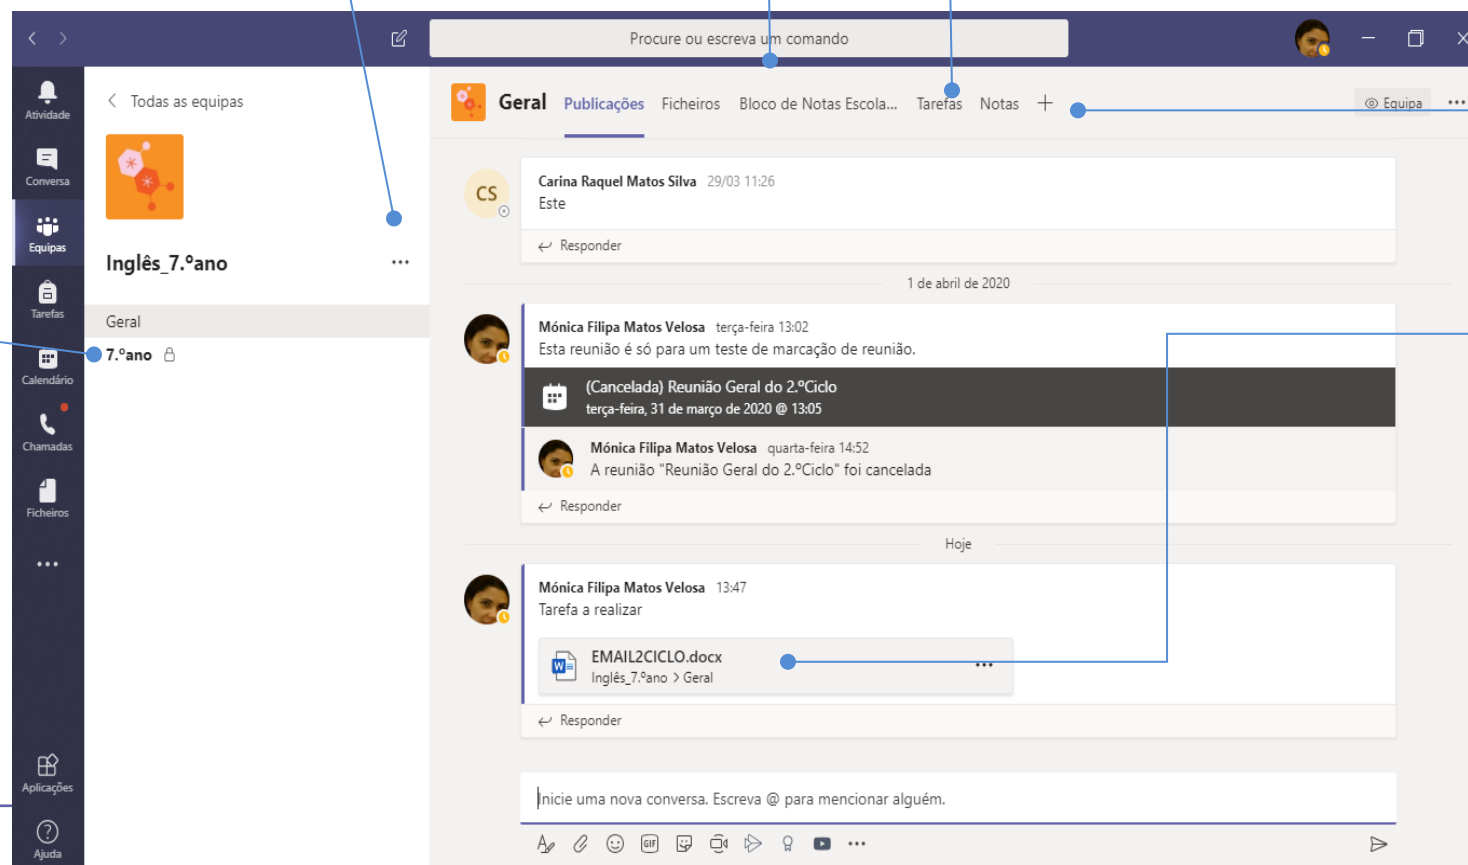 Procure ou escreva um comando
Atividade
Conversa
Equipas
Tarefas
Calendário
Chamadas
Ficheiros
Aplicações
Ajuda
Todas as equipas
Inglês_7.ºano
Geral
7.ºano
Geral Publicações Ficheiros Bloco de Notas Escola... Tarefas Notas +
Equipa
CS
Carina Raquel Matos Silva 29/03 11:26
Este
Responder
1 de abril de 2020
Mónica Filipa Matos Velosa terça-feira 13:02
Esta reunião é só para um teste de marcação de reunião.
(Cancelada) Reunião Geral do 2.ºCiclo
terça-feira, 31 de março de 2020 @ 13:05
Mónica Filipa Matos Velosa quarta-feira 14:52
A reunião "Reunião Geral do 2.ºCiclo" foi cancelada
Responder
Hoje
Mónica Filipa Matos Velosa 13:47
Tarefa a realizar
W
EMAIL2CICLO.docx
Inglês_7.ºano > Geral
Responder
Inicie uma nova conversa. Escreva @ para mencionar alguém.
GIF